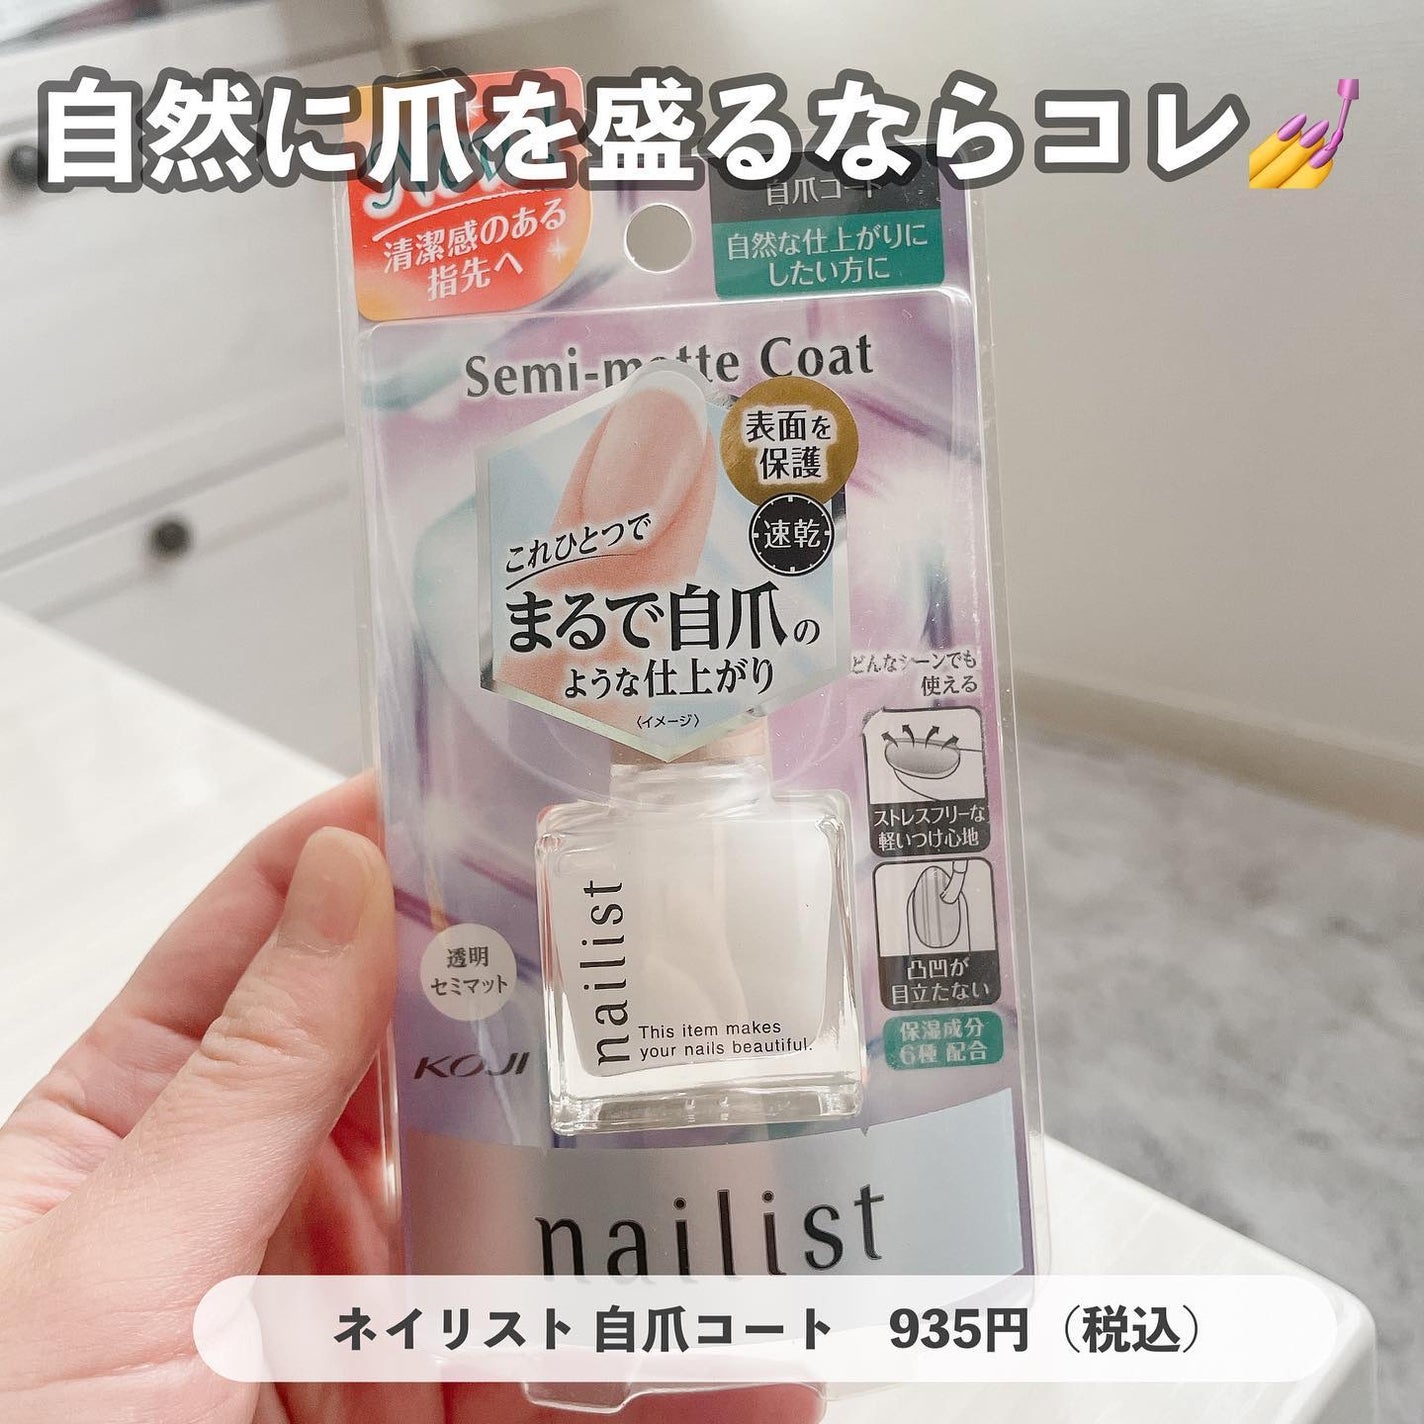 自然に爪を盛るならコレ💅
New!
清潔感のある
指先へ
自爪コート
自然な仕上がりに
したい方に
Semi-matte Coat
表面を
保護
速乾
これひとつで
まるで自爪の
ような仕上がり
〈イメージ〉
どんなシーンでも
使える
ストレスフリーな
軽いつけ心地
凸凹が
目立たない
保湿成分
6種 配合
透明
セミマット
KOJI
nailist
This item makes
your nails beautiful.
nailist
ネイリスト 自爪コート　935円（税込）